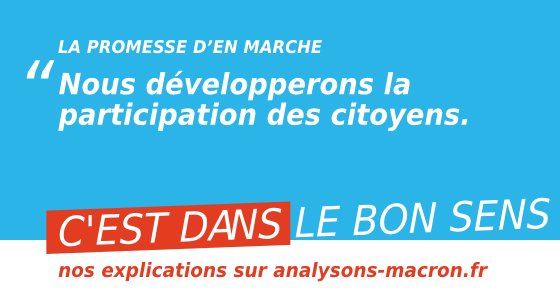 LA PROMESSE D’EN MARCHE
“ Nous développerons la
participation des citoyens.
C'EST DANS LE BON SENS
nos explications sur analysons-macron.fr